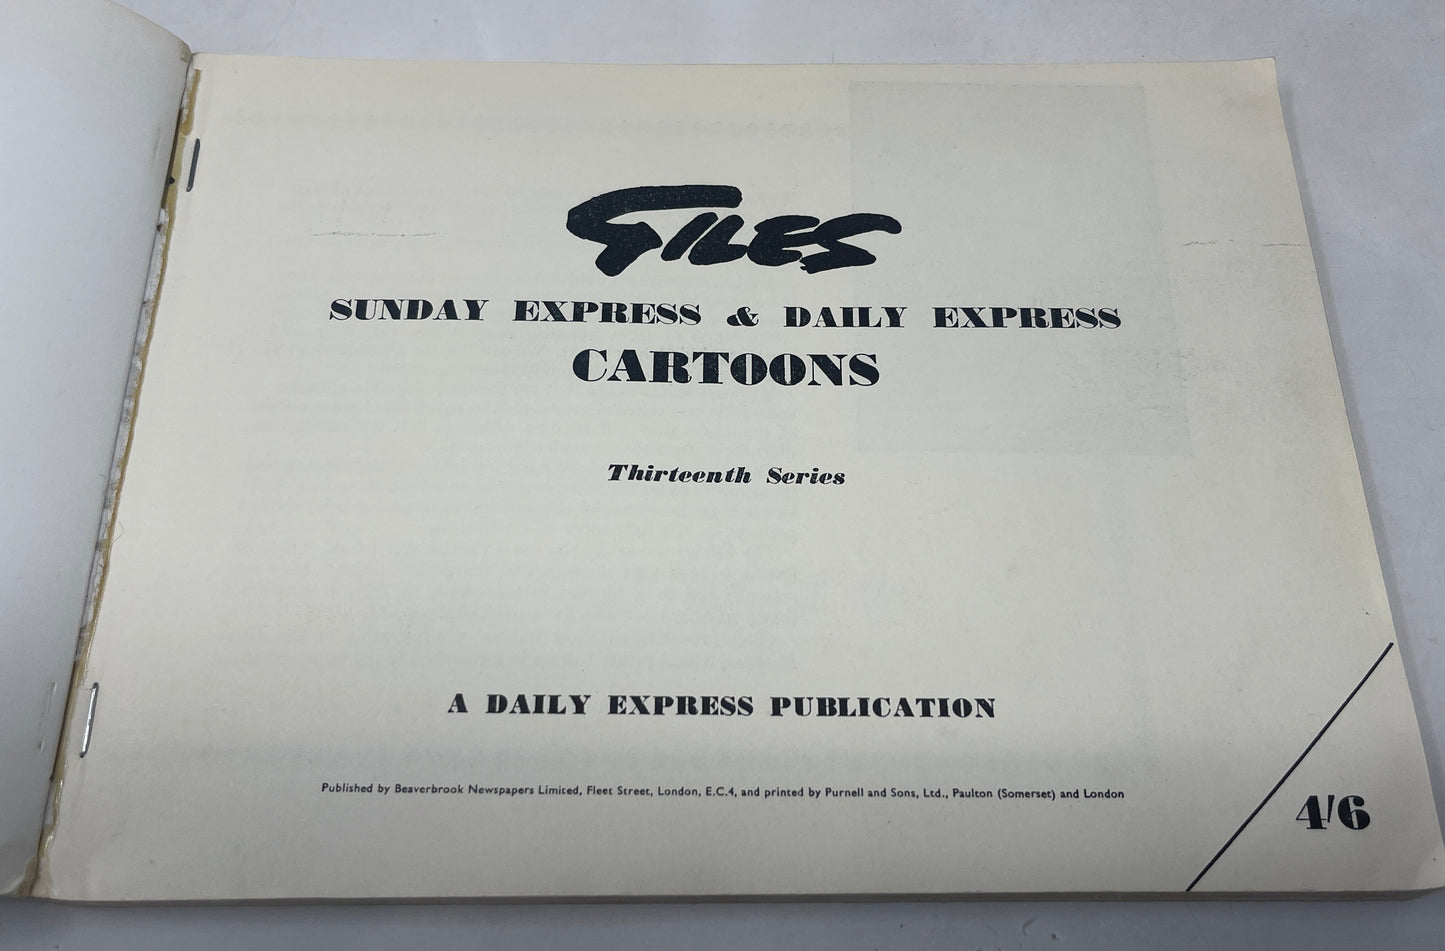 GILES
SUNDAY EXPRESS & DAILY EXPRESS
CARTOONS
Thirteenth Series
A DAILY EXPRESS PUBLICATION
Published by Beaverbrook Newspapers Limited, Fleet Street, London, E.C.4, and printed by Purnell and Sons, Ltd., Paulton (Somerset) and London
4/6